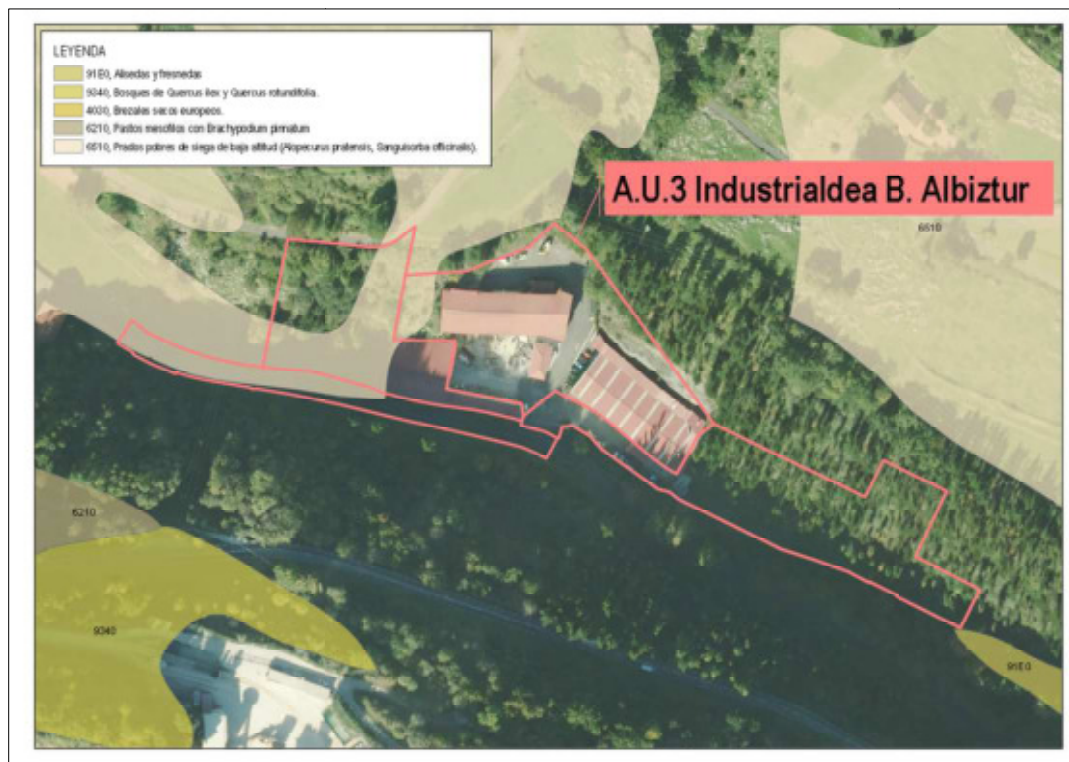 LEYENDA
91E0, Alisedas y fresnedas
9340, Bosques de Quercus ilex y Quercus rotundifolia.
4030, Brezales secos europeos.
6210, Pastos mesofilos con Brachypodium pinnatum
6510, Prados pobres de siega de baja altitud (Alopecurus pratensis, Sanguisorba officinalis).
A.U.3 Industrialdea B. Albiztur
6510
6210
9340
91E0